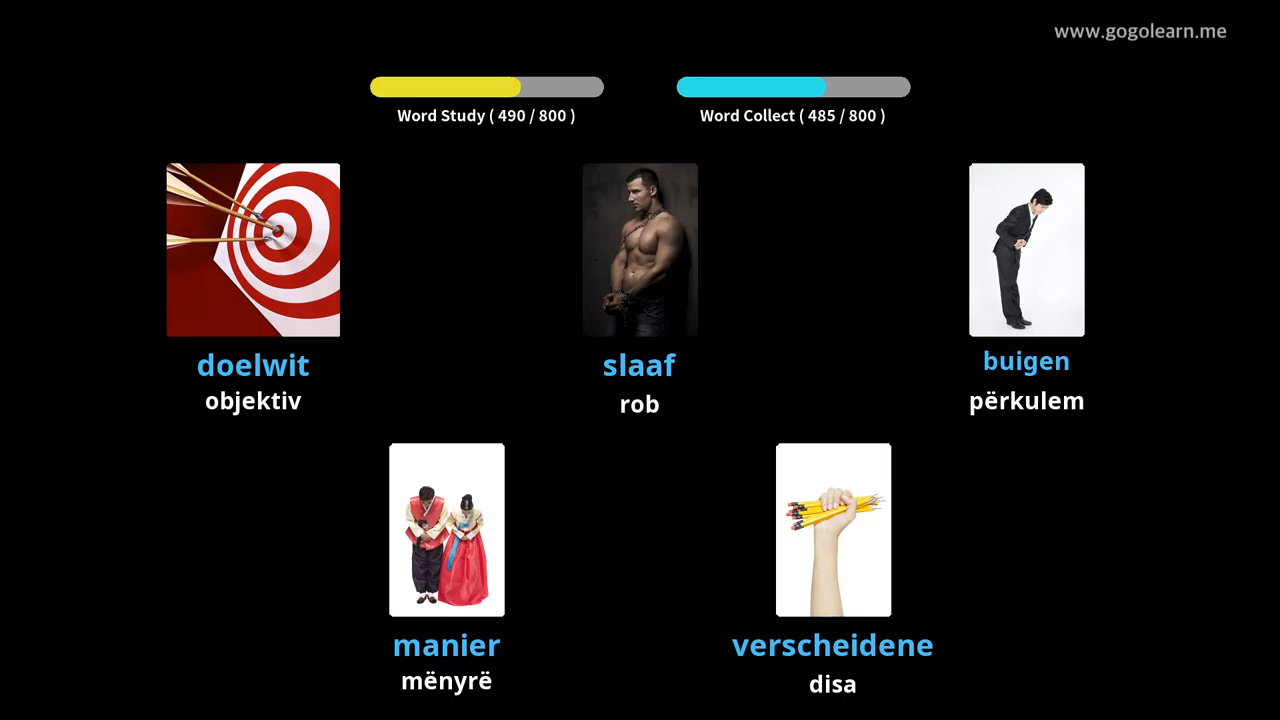 www.gogolearn.me
Word Study ( 490 / 800 )
Word Collect ( 485 / 800 )
doelwit
objektiv
slaaf
rob
buigen
përkulem
manier
mënyrë
verscheidene
disa